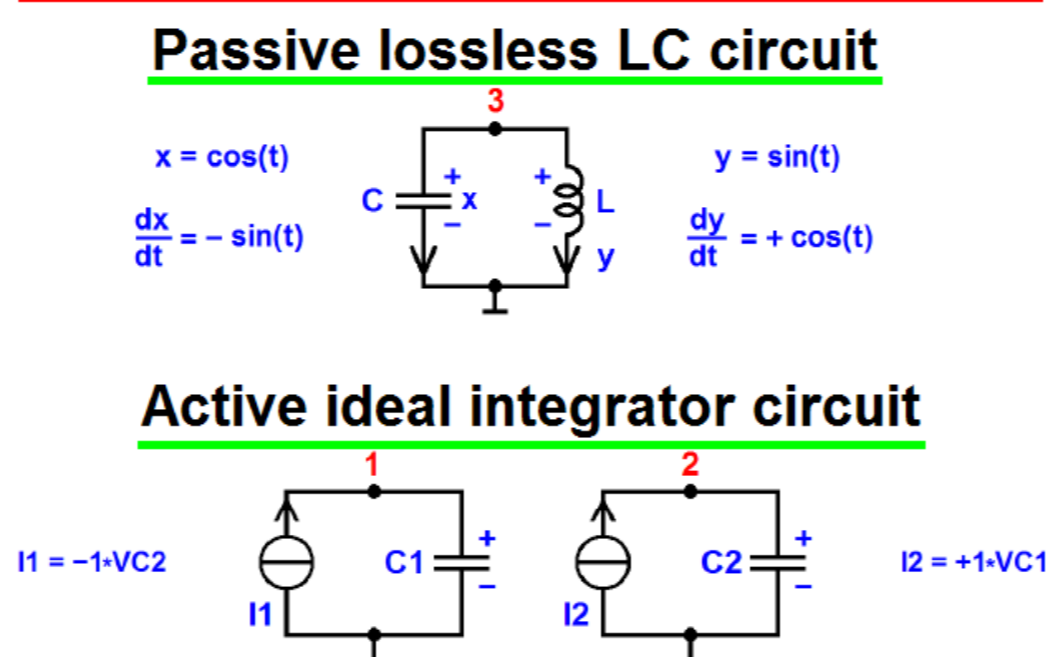 Passive lossless LC circuit
3
x = cos(t)
y = sin(t)
C
+
x
−
+
−
L
y
dx
dt
= − sin(t)
dy
dt
= + cos(t)
Active ideal integrator circuit
1
2
I1 = −1*VC2
I1
C1
+
−
I2
C2
+
−
I2 = +1*VC1